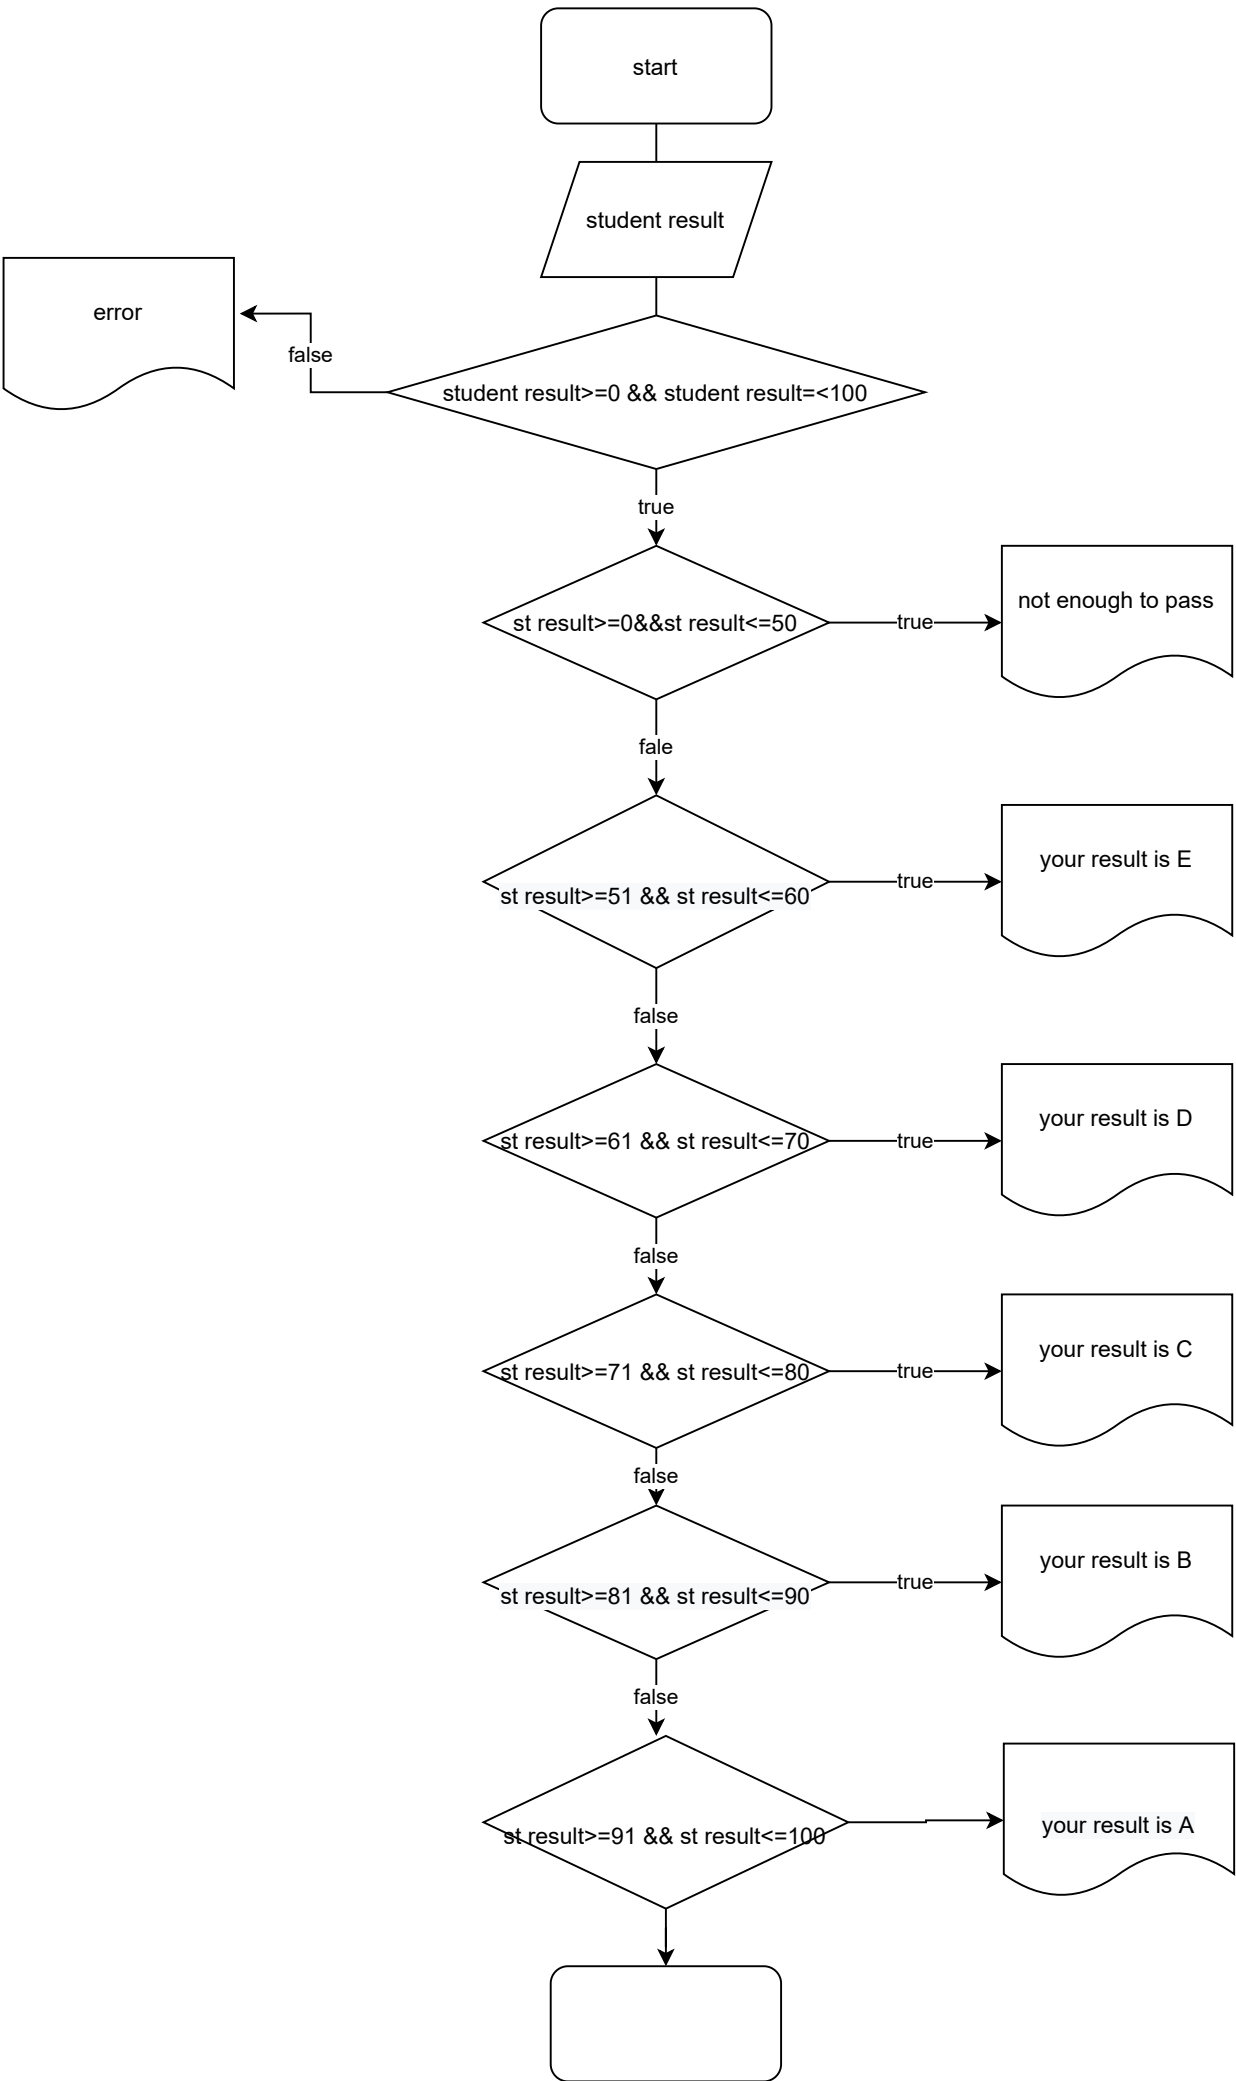 start
student result
error
false
student result>=0 && student result=<100
true
st result>=0&&st result<=50
true
not enough to pass
fale
st result>=51 && st result<=60
true
your result is E
false
st result>=61 && st result<=70
true
your result is D
false
st result>=71 && st result<=80
true
your result is C
false
st result>=81 && st result<=90
true
your result is B
false
st result>=91 && st result<=100
your result is A